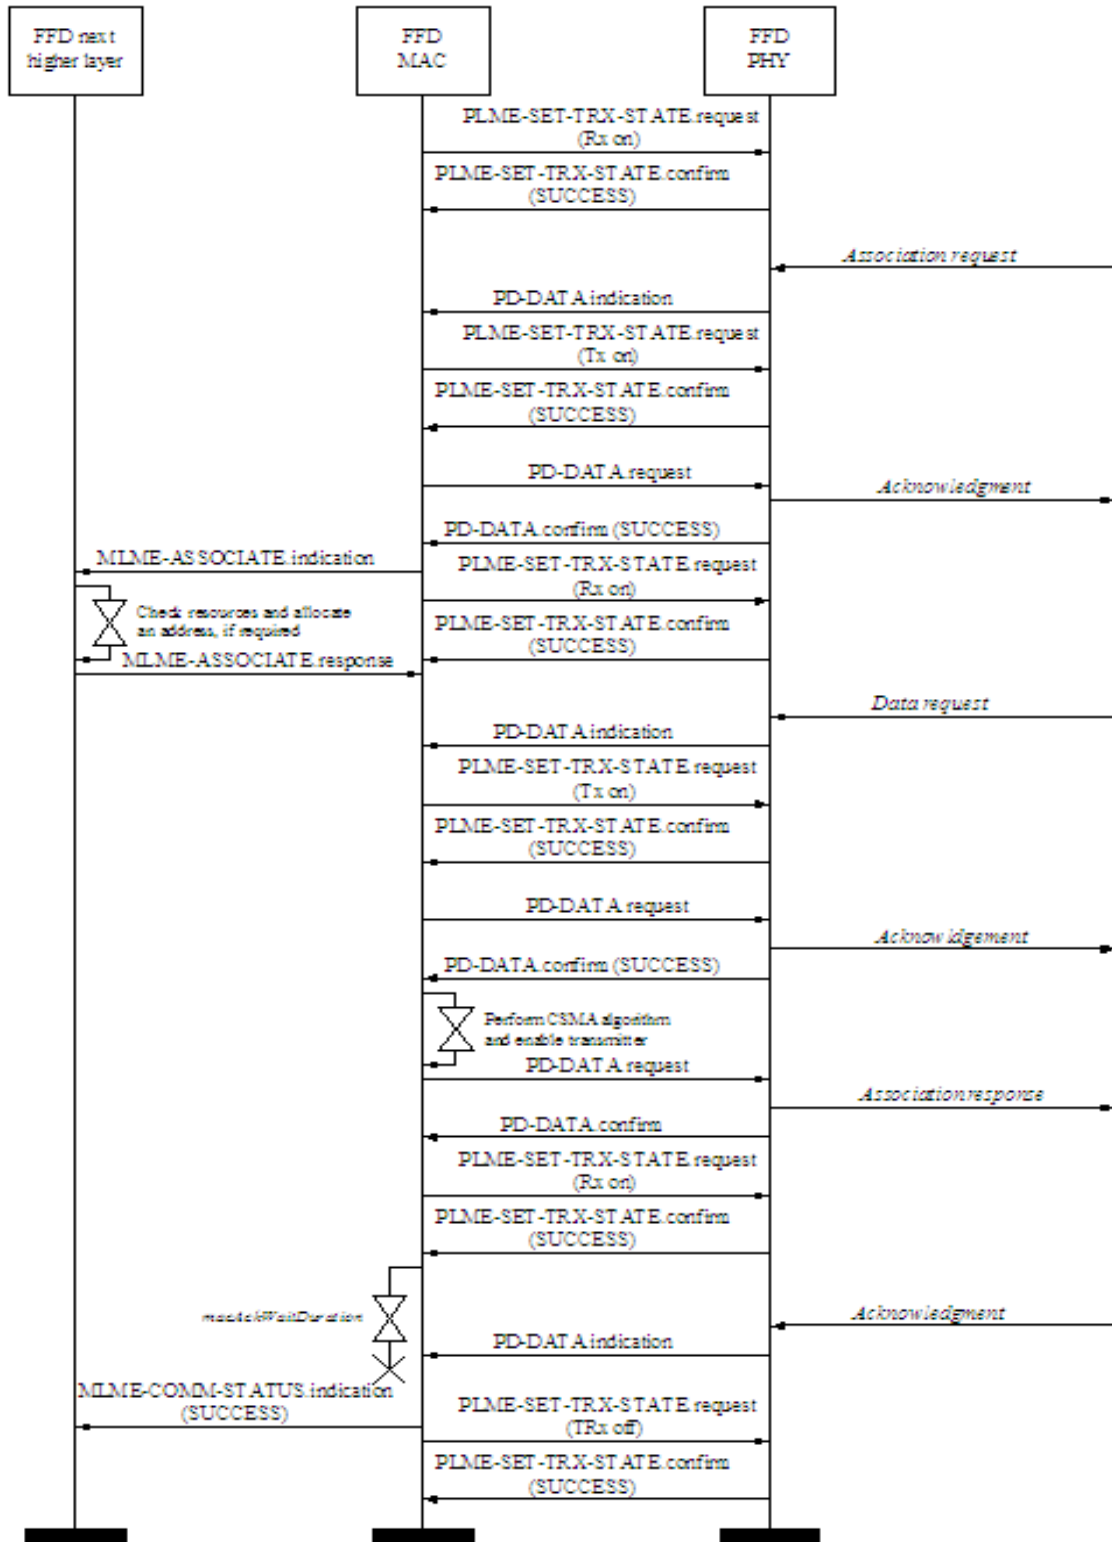 FFD next
higher layer
FFD
MAC
FFD
PHY
PLME-SET-TRX-STATE.request
(Rx on)
PLME-SET-TRX-STATE.confirm
(SUCCESS)
Association request
PD-DATA.indication
PLME-SET-TRX-STATE.request
(Tx on)
PLME-SET-TRX-STATE.confirm
(SUCCESS)
PD-DATA.request
Acknowledgment
PD-DATA.confirm (SUCCESS)
MLME-ASSOCIATE.indication
PLME-SET-TRX-STATE.request
(Rx on)
Check resources and allocate
an address, if required
PLME-SET-TRX-STATE.confirm
(SUCCESS)
MLME-ASSOCIATE.response
Data request
PD-DATA.indication
PLME-SET-TRX-STATE.request
(Tx on)
PLME-SET-TRX-STATE.confirm
(SUCCESS)
PD-DATA.request
Acknowldgement
PD-DATA.confirm (SUCCESS)
Perform CSMA algorithm
and enable transmitter
PD-DATA.request
Association response
PD-DATA.confirm
PLME-SET-TRX-STATE.request
(Rx on)
PLME-SET-TRX-STATE.confirm
(SUCCESS)
macAckWaitDuration
Acknowledgment
PD-DATA.indication
MLME-COMM-STATUS.indication
(SUCCESS)
PLME-SET-TRX-STATE.request
(TRx off)
PLME-SET-TRX-STATE.confirm
(SUCCESS)